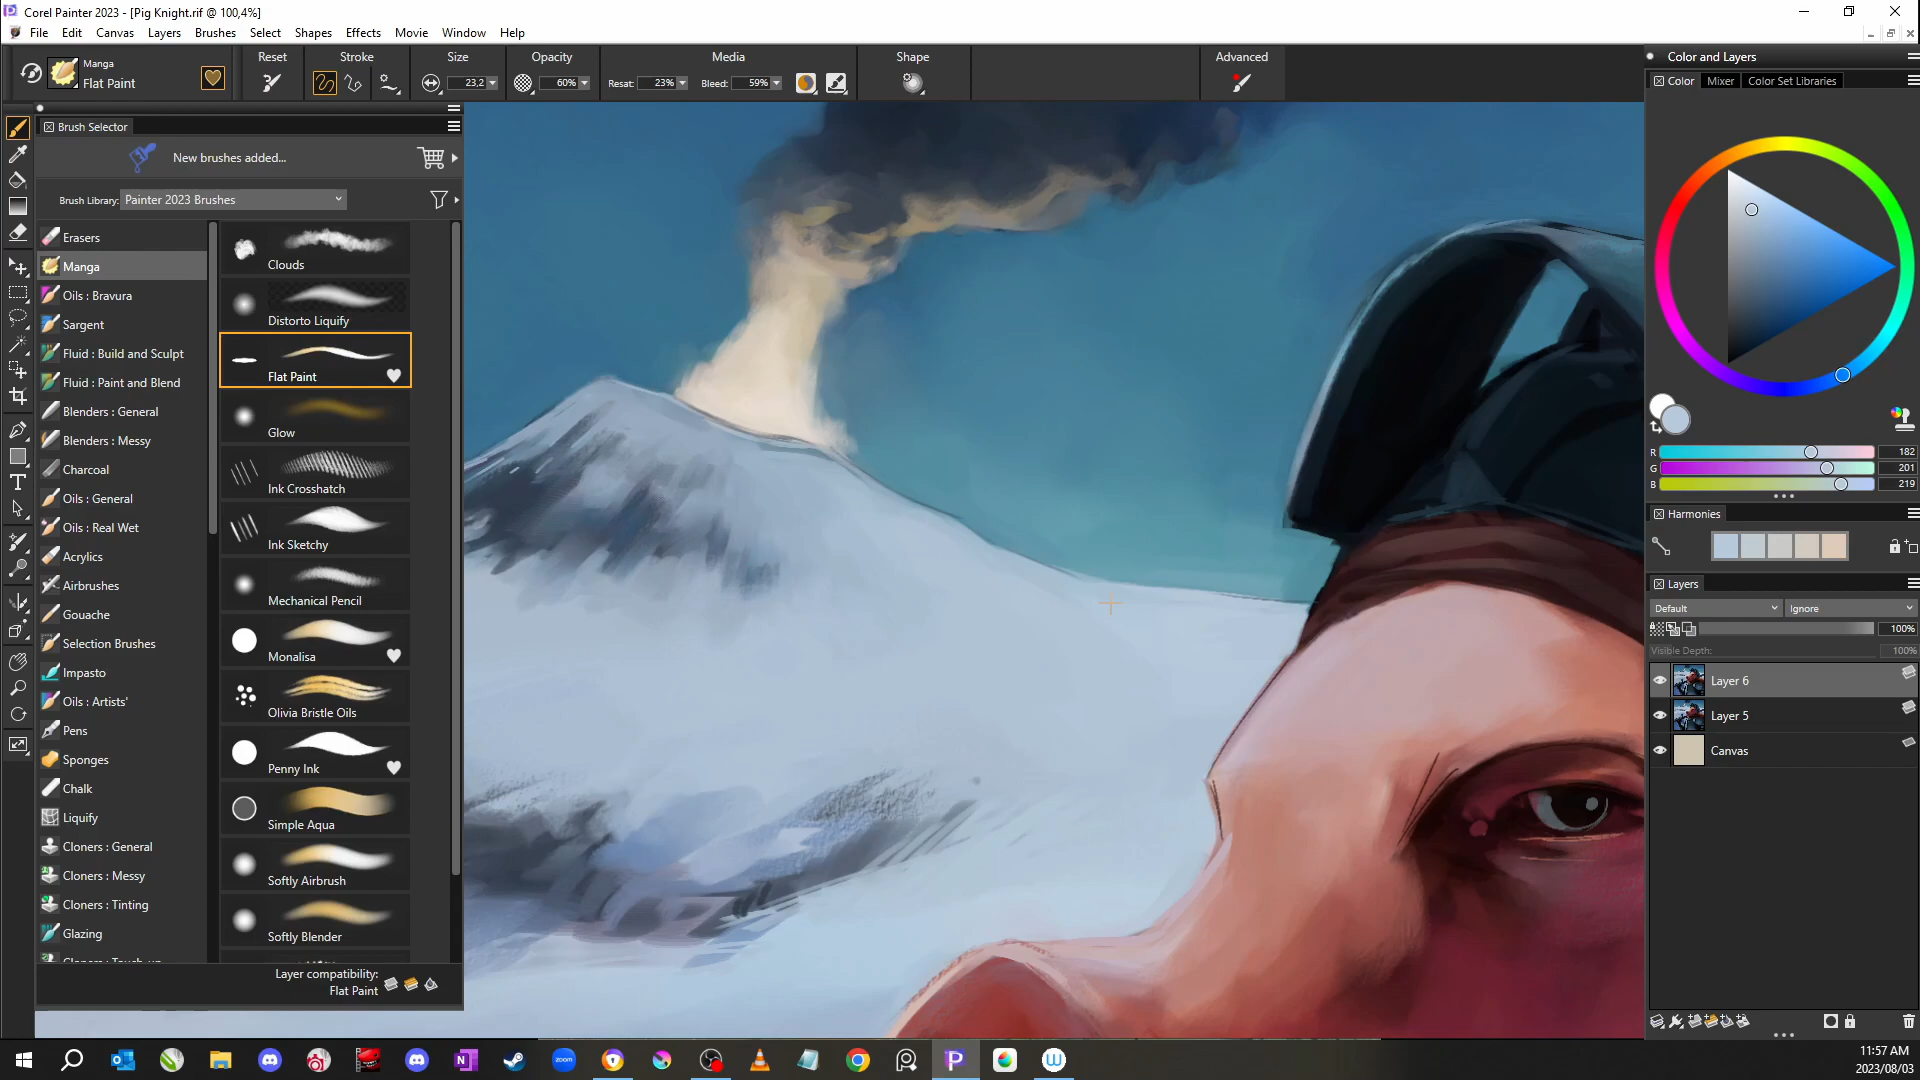 Corel Painter 2023 - [Pig Knight.rif @ 100,4%]
File Edit Canvas Layers Brushes Select Shapes Effects Movie Window Help
Manga
Flat Paint
Reset
Stroke
Size
23,2
Opacity
60%
Media
Resat: 23%
Bleed: 59%
Shape
Advanced
Brush Selector
New brushes added...
Brush Library: Painter 2023 Brushes
Erasers
Manga
Oils : Bravura
Sargent
Fluid : Build and Sculpt
Fluid : Paint and Blend
Blenders : General
Blenders : Messy
Charcoal
Oils : General
Oils : Real Wet
Acrylics
Airbrushes
Gouache
Selection Brushes
Impasto
Oils : Artists'
Pens
Sponges
Chalk
Liquify
Cloners : General
Cloners : Messy
Cloners : Tinting
Glazing
Cloners : Touch-up
Clouds
Distorto Liquify
Flat Paint
Glow
Ink Crosshatch
Ink Sketchy
Mechanical Pencil
Monalisa
Olivia Bristle Oils
Penny Ink
Simple Aqua
Softly Airbrush
Softly Blender
Layer compatibility:
Flat Paint
Color and Layers
Color Mixer Color Set Libraries
R 182
G 201
B 219
Harmonies
Layers
Default Ignore
100%
Visible Depth: 100%
Layer 6
Layer 5
Canvas
zoom
11:57 AM
2023/08/03